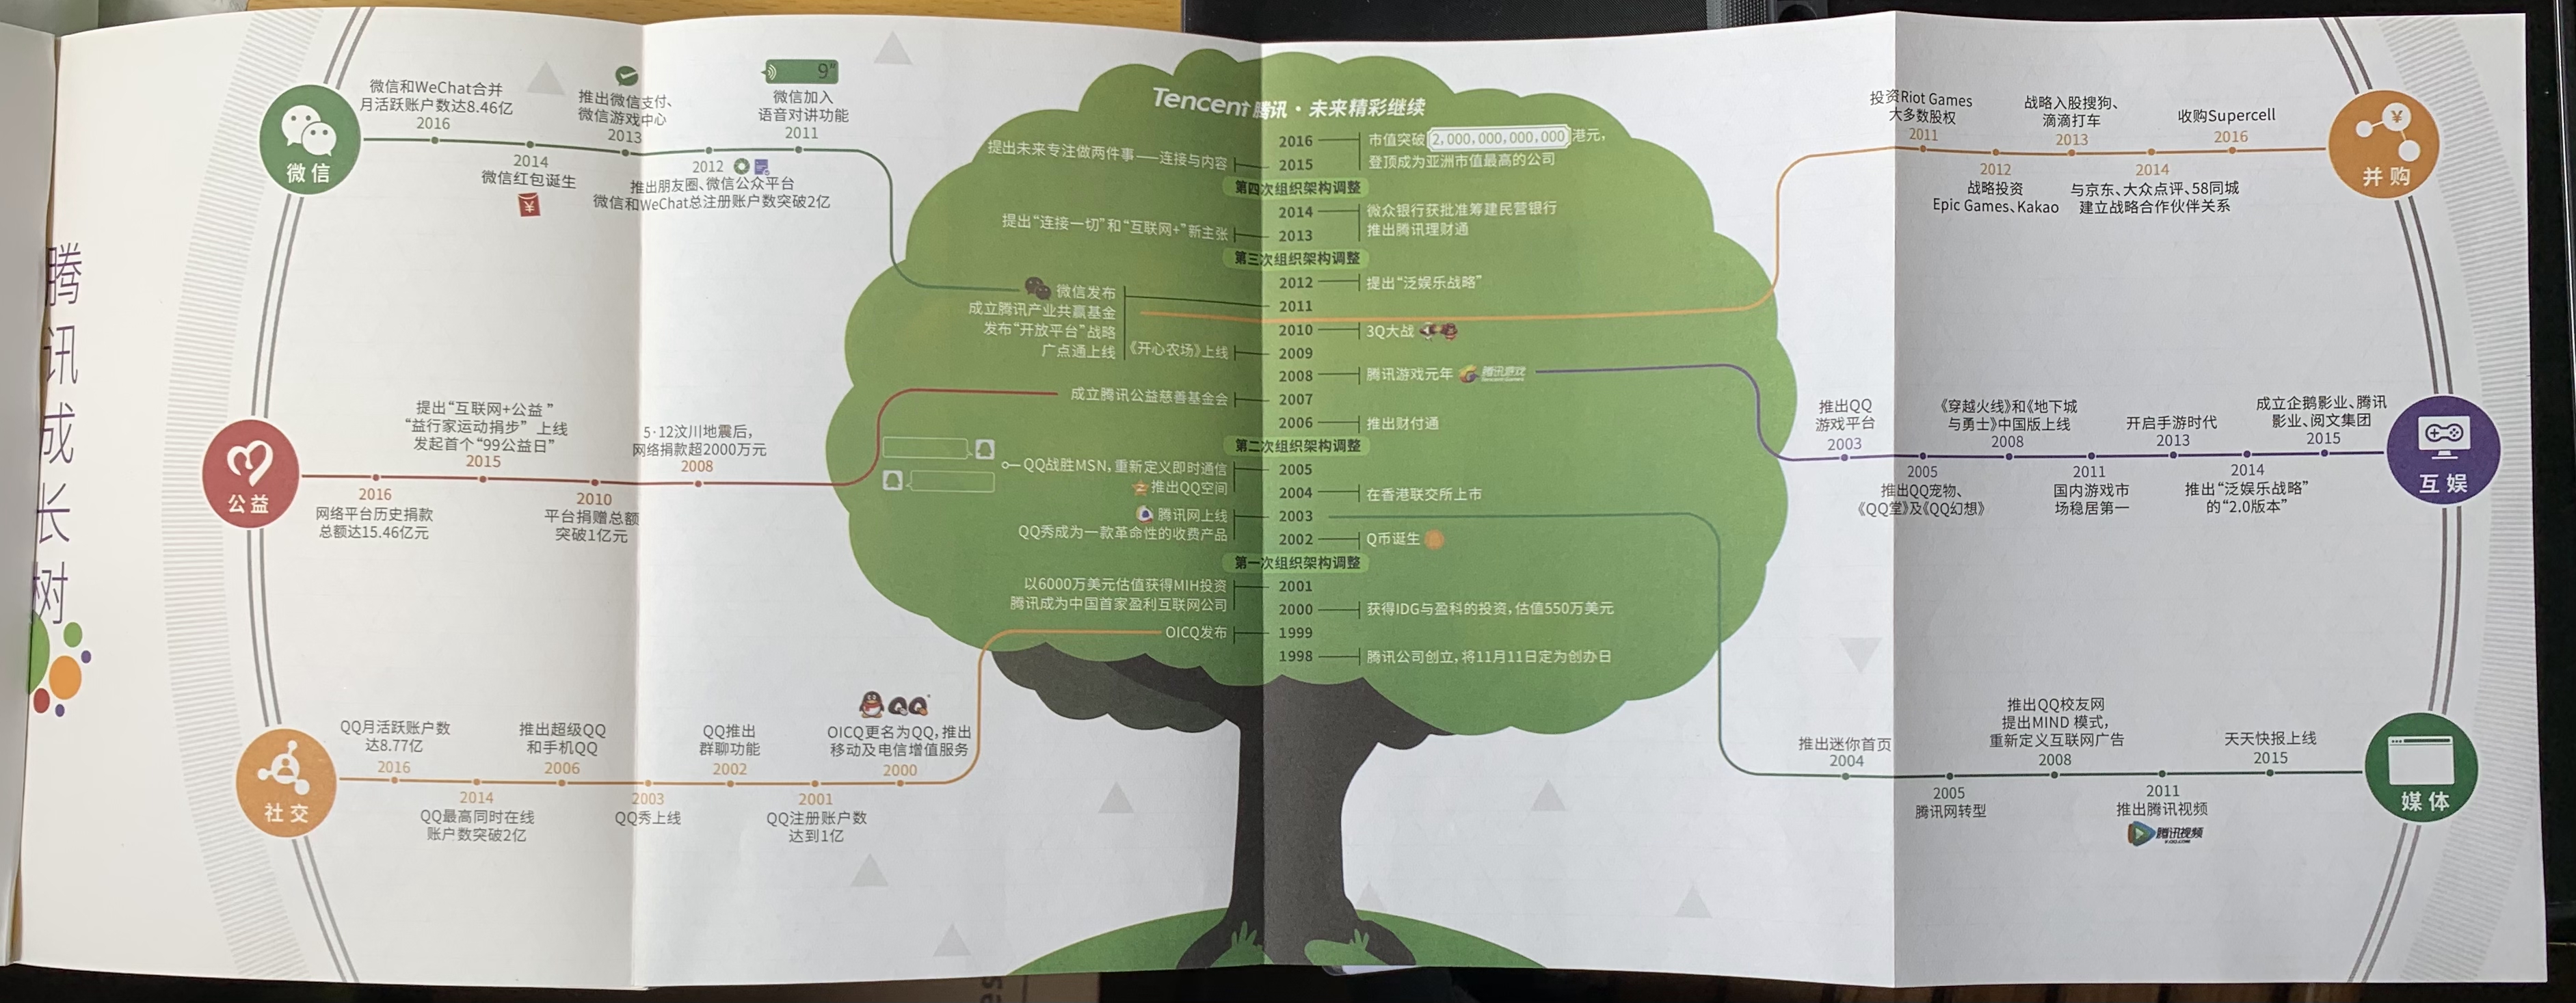 腾讯成长树
微信
微信和WeChat合并
月活跃账户数达8.46亿
2016
2014
微信红包诞生
推出微信支付、
微信游戏中心
2013
2012
推出朋友圈、微信公众平台
微信和WeChat总注册账户数突破2亿
9"
微信加入
语音对讲功能
2011
公益
2016
网络平台历史捐款
总额达15.46亿元
提出“互联网+公益”
“益行家运动捐步” 上线
发起首个“99公益日”
2015
2010
平台捐赠总额
突破1亿元
5·12汶川地震后，
网络捐款超2000万元
2008
社交
QQ月活跃账户数
达8.77亿
2016
2014
QQ最高同时在线
账户数突破2亿
推出超级QQ
和手机QQ
2006
2003
QQ秀上线
QQ推出
群聊功能
2002
2001
QQ注册账户数
达到1亿
QQ
OICQ更名为QQ，推出
移动及电信增值服务
2000
Tencent 腾讯·未来精彩继续
2016
市值突破2,000,000,000,000港元，
登顶成为亚洲市值最高的公司
提出未来专注做两件事——连接与内容
2015
第四次组织架构调整
2014
微众银行获批准筹建民营银行
推出腾讯理财通
提出“连接一切”和“互联网+”新主张
2013
第三次组织架构调整
2012
提出“泛娱乐战略”
微信发布
成立腾讯产业共赢基金
发布“开放平台”战略
广点通上线
2011
2010
3Q大战
《开心农场》上线
2009
2008
腾讯游戏元年
腾讯游戏
Tencent Games
成立腾讯公益慈善基金会
2007
2006
推出财付通
第二次组织架构调整
QQ战胜MSN，重新定义即时通信
推出QQ空间
2005
2004
在香港联交所上市
腾讯网上线
QQ秀成为一款革命性的收费产品
2003
2002
Q币诞生
第一次组织架构调整
以6000万美元估值获得MIH投资
腾讯成为中国首家盈利互联网公司
2001
2000
获得IDG与盈科的投资，估值550万美元
OICQ发布
1999
1998
腾讯公司创立，将11月11日定为创办日
投资Riot Games
大多数股权
2011
2012
战略投资
Epic Games、Kakao
战略入股搜狗、
滴滴打车
2013
2014
与京东、大众点评、58同城
建立战略合作伙伴关系
收购Supercell
2016
并购
推出QQ
游戏平台
2003
2005
推出QQ宠物、
《QQ堂》及《QQ幻想》
《穿越火线》和《地下城
与勇士》中国版上线
2008
2011
国内游戏市
场稳居第一
开启手游时代
2013
2014
推出“泛娱乐战略”
的“2.0版本”
成立企鹅影业、腾讯
影业、阅文集团
2015
互娱
推出迷你首页
2004
2005
腾讯网转型
推出QQ校友网
提出MIND 模式，
重新定义互联网广告
2008
2011
推出腾讯视频
腾讯视频
天天快报上线
2015
媒体